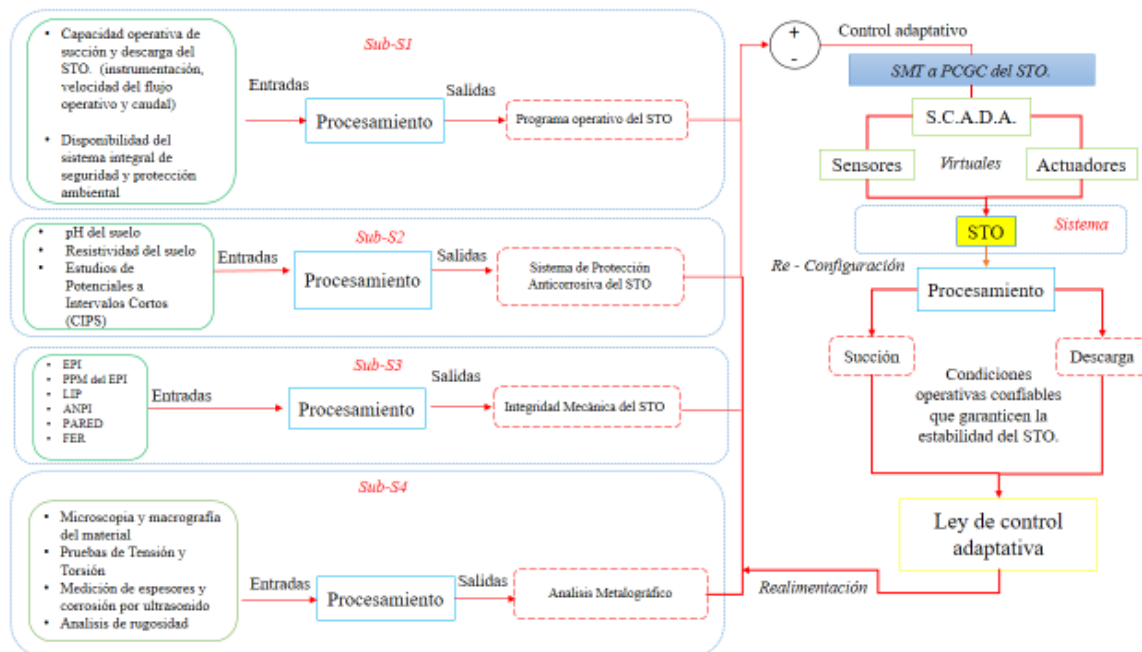 Sub-S1
• Capacidad operativa de
succión y descarga del
STO. (instrumentación,
velocidad del flujo
operativo y caudal)
• Disponibilidad del
sistema integral de
seguridad y protección
ambiental
Entradas
Procesamiento
Salidas
Programa operativo del STO
Sub-S2
• pH del suelo
• Resistividad del suelo
• Estudios de
Potenciales a
Intervalos Cortos
(CIPS)
Entradas
Procesamiento
Salidas
Sistema de Protección
Anticorrosiva del STO
Sub-S3
• EPI
• PPM del EPI
• LIP
• ANPI
• PARED
• FER
Entradas
Procesamiento
Salidas
Integridad Mecánica del STO
Sub-S4
• Microscopia y macrografía
del material
• Pruebas de Tensión y
Torsión
• Medición de espesores y
corrosión por ultrasonido
• Analisis de rugosidad
Entradas
Procesamiento
Salidas
Analisis Metalográfico
+
-
Control adaptativo
SMT a PCGC del STO.
S.C.A.D.A.
Sensores
Virtuales
Actuadores
STO
Sistema
Re - Configuración
Procesamiento
Succión
Descarga
Condiciones
operativas confiables
que garanticen la
estabilidad del STO.
Ley de control
adaptativa
Realimentación